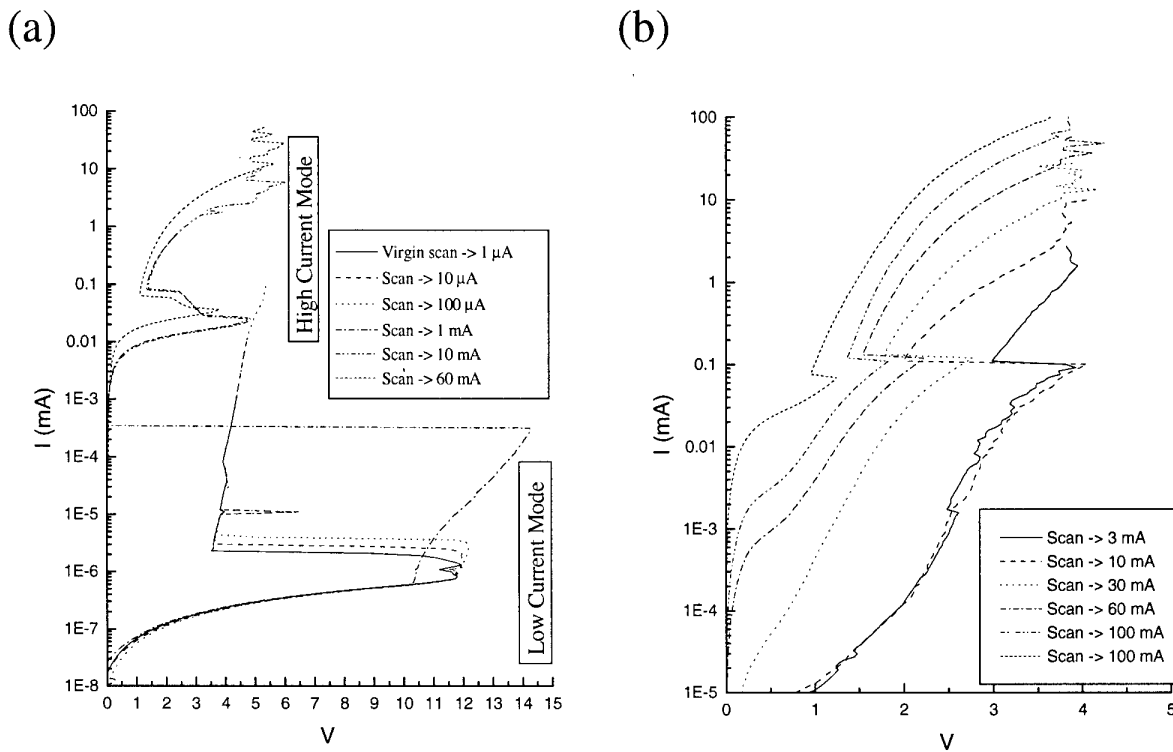 (a)
(b)
100
10
1
0.1
0.01
1E-3
1E-4
1E-5
1E-6
1E-7
1E-8
I (mA)
0 1 2 3 4 5 6 7 8 9 10 11 12 13 14 15
V
High Current Mode
Low Current Mode
Virgin scan -> 1 µA
Scan -> 10 µA
Scan -> 100 µA
Scan -> 1 mA
Scan -> 10 mA
Scan -> 60 mA
100
10
1
0.1
0.01
1E-3
1E-4
1E-5
I (mA)
0 1 2 3 4 5
V
Scan -> 3 mA
Scan -> 10 mA
Scan -> 30 mA
Scan -> 60 mA
Scan -> 100 mA
Scan -> 100 mA